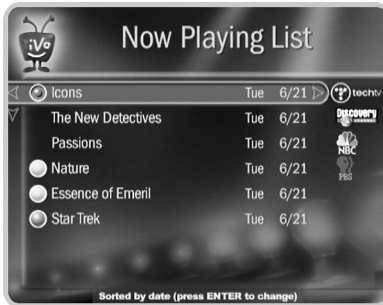 TiVo
Now Playing List
Icons Tue 6/21 techtv
The New Detectives Tue 6/21 Discovery
Passions Tue 6/21 NBC
Nature Tue 6/21 PBS
Essence of Emeril Tue 6/21
Star Trek Tue 6/21
Sorted by date (press ENTER to change)